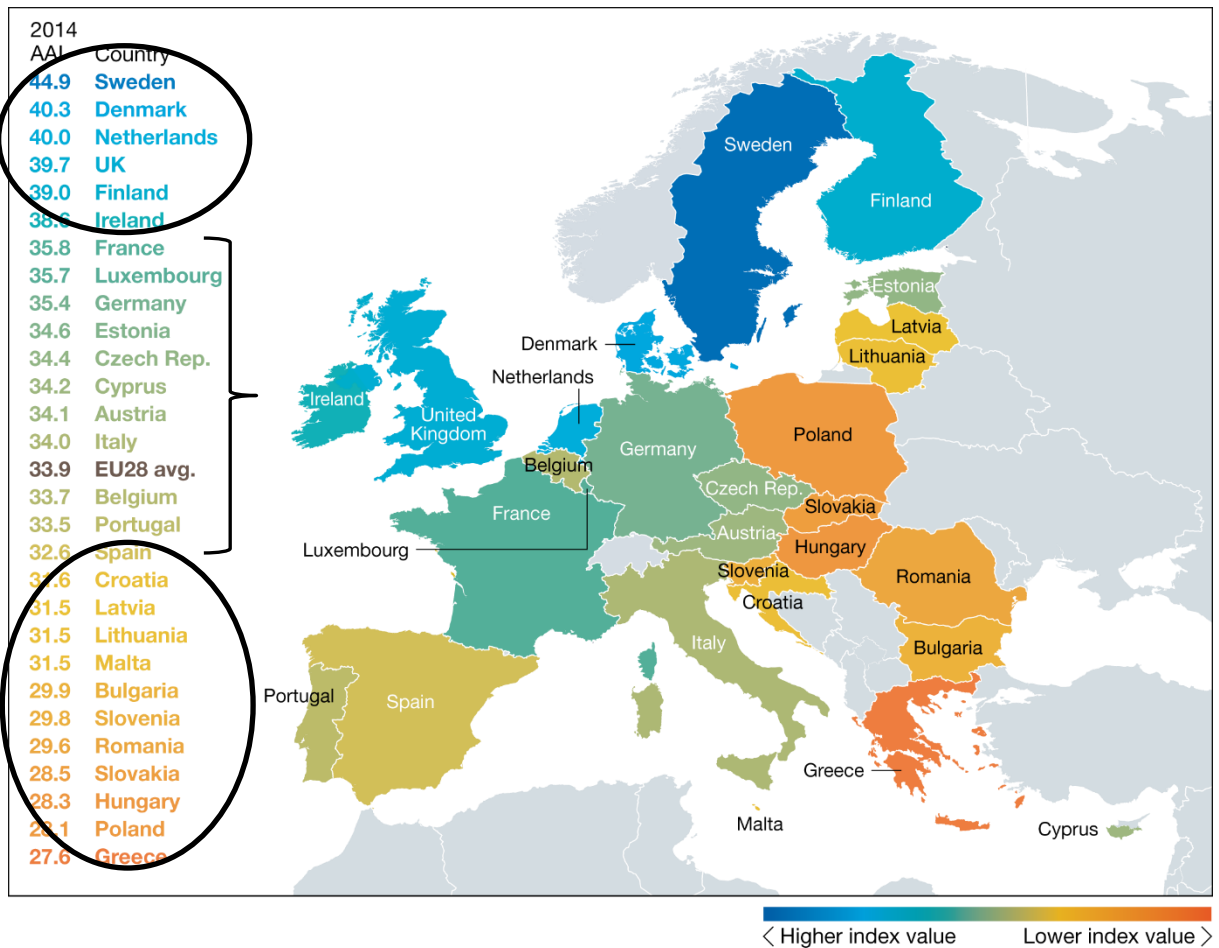 2014
AAI Country
44.9 Sweden
40.3 Denmark
40.0 Netherlands
39.7 UK
39.0 Finland
38.6 Ireland
35.8 France
35.7 Luxembourg
35.4 Germany
34.6 Estonia
34.4 Czech Rep.
34.2 Cyprus
34.1 Austria
34.0 Italy
33.9 EU28 avg.
33.7 Belgium
33.5 Portugal
32.6 Spain
31.6 Croatia
31.5 Latvia
31.5 Lithuania
31.5 Malta
29.9 Bulgaria
29.8 Slovenia
29.6 Romania
28.5 Slovakia
28.3 Hungary
28.1 Poland
27.6 Greece
Sweden
Finland
Estonia
Latvia
Denmark
Lithuania
Netherlands
Ireland
United
Kingdom
Poland
Germany
Belgium
Czech Rep.
Slovakia
France
Austria
Luxembourg
Hungary
Slovenia
Romania
Croatia
Italy
Bulgaria
Portugal
Spain
Greece
Malta
Cyprus
< Higher index value
Lower index value >